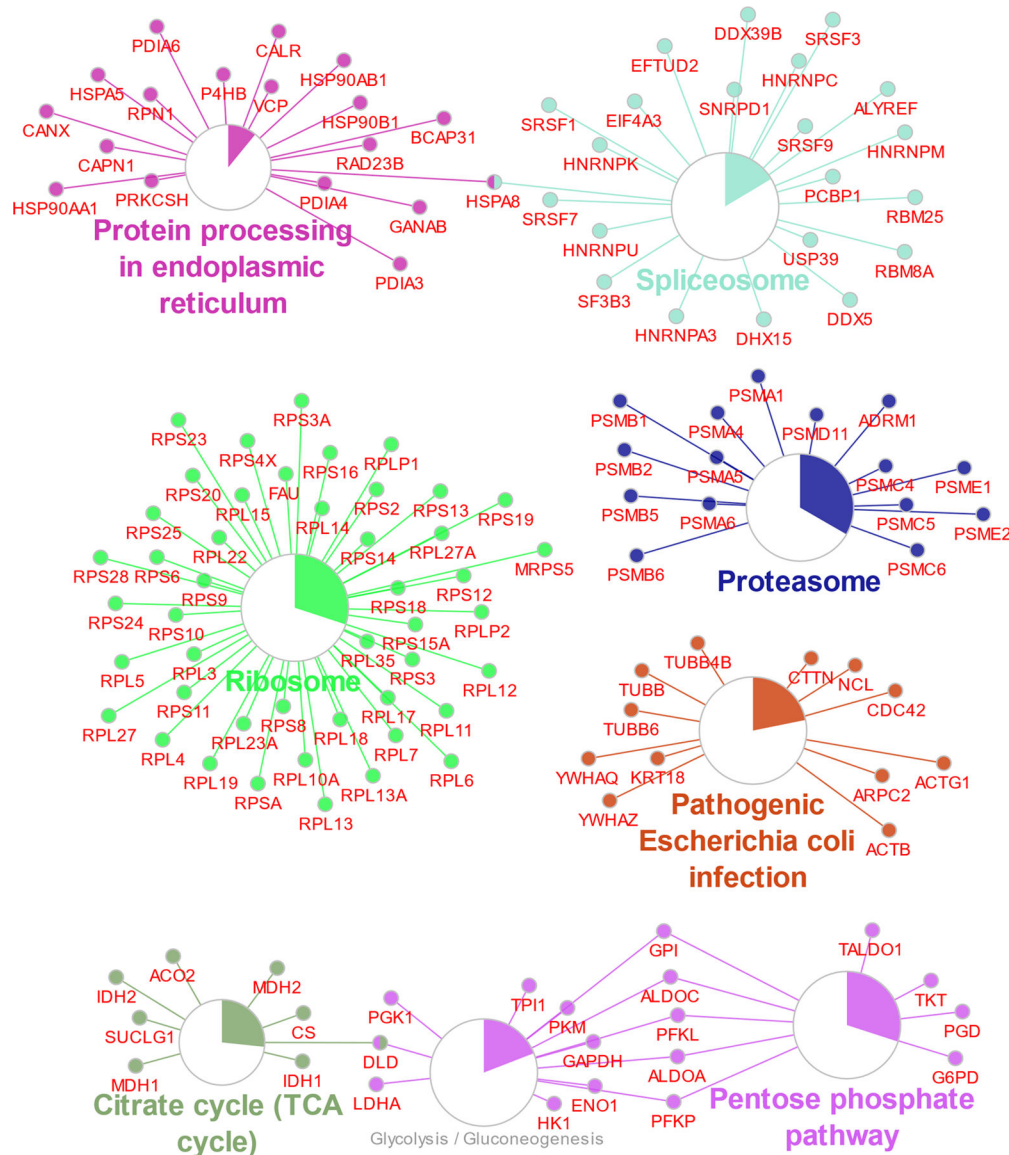 PDIA6
CALR
HSPA5
P4HB
HSP90AB1
RPN1
VCP
CANX
HSP90B1
BCAP31
CAPN1
RAD23B
HSP90AA1
PRKCSH
PDIA4
GANAB
PDIA3
HSPA8
Protein processing
in endoplasmic
reticulum
DDX39B
SRSF3
EFTUD2
HNRNPC
SNRPD1
ALYREF
SRSF1
EIF4A3
SRSF9
HNRNPM
HNRNPK
PCBP1
SRSF7
RBM25
HNRNPU
USP39
RBM8A
SF3B3
DDX5
HNRNPA3
DHX15
Spliceosome
RPS3A
RPS23
RPS4X
RPS16
RPLP1
RPS20
FAU
RPL15
RPS2
RPS13
RPS19
RPS25
RPL14
RPL22
RPS14
RPL27A
RPS28
RPS6
MRPS5
RPS9
RPS18
RPS12
RPS24
RPS10
RPS15A
RPLP2
RPL5
RPL3
RPL35
RPS3
RPL12
Ribosome
RPS11
RPL27
RPL17
RPL11
RPL4
RPL23A
RPS8
RPL18
RPL7
RPL19
RPSA
RPL10A
RPL13A
RPL6
RPL13
PSMA1
PSMB1
PSMA4
PSMD11
ADRM1
PSMB2
PSMA5
PSMC4
PSME1
PSMB5
PSMA6
PSMC5
PSME2
PSMB6
PSMC6
Proteasome
TUBB4B
CTTN
TUBB
NCL
CDC42
TUBB6
YWHAQ
KRT18
ACTG1
ARPC2
YWHAZ
ACTB
Pathogenic
Escherichia coli
infection
ACO2
MDH2
IDH2
SUCLG1
CS
MDH1
IDH1
DLD
Citrate cycle (TCA
cycle)
PGK1
TPI1
PKM
GAPDH
LDHA
ENO1
HK1
Glycolysis / Gluconeogenesis
GPI
ALDOC
PFKL
ALDOA
PFKP
TALDO1
TKT
PGD
G6PD
Pentose phosphate
pathway